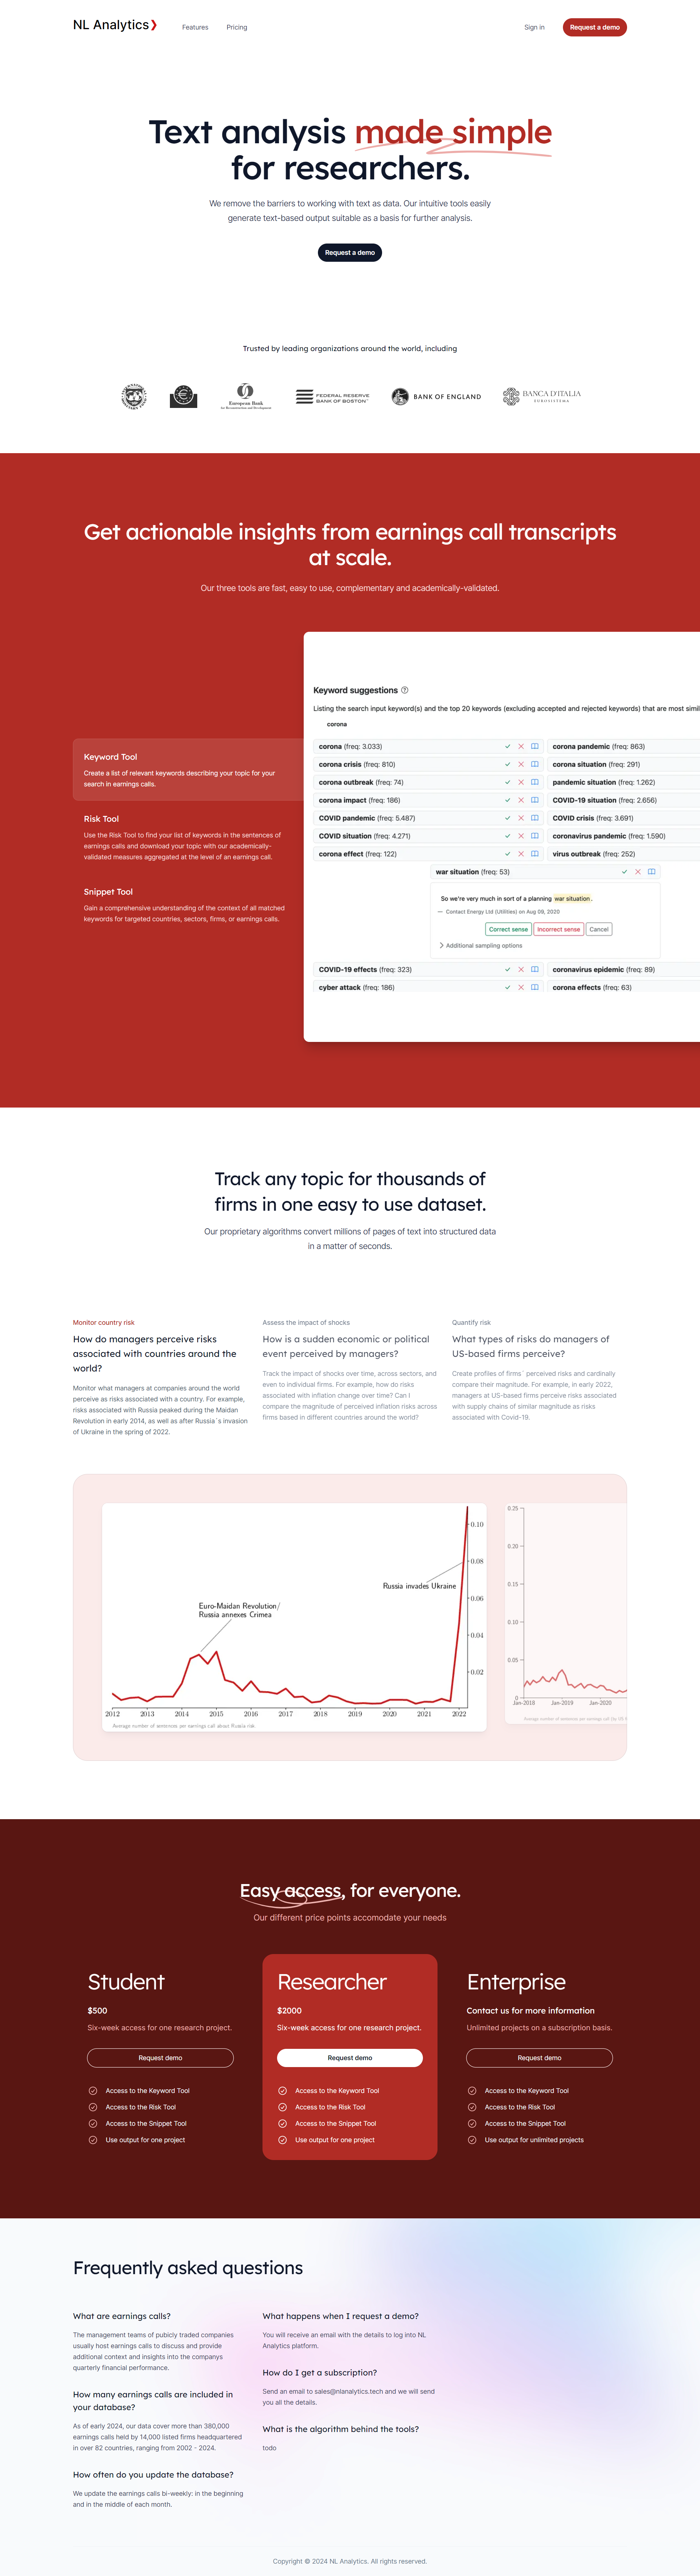 NL Analytics
Features
Pricing
Sign in
Request a demo
Text analysis made simple
for researchers.
We remove the barriers to working with text as data. Our intuitive tools easily
generate text-based output suitable as a basis for further analysis.
Request a demo
Trusted by leading organizations around the world, including
European Bank
for Reconstruction and Development
FEDERAL RESERVE
BANK OF BOSTON
BANK OF ENGLAND
BANCA D'ITALIA
EUROSISTEMA
Get actionable insights from earnings call transcripts
at scale.
Our three tools are fast, easy to use, complementary and academically-validated.
Keyword Tool
Create a list of relevant keywords describing your topic for your
search in earnings calls.
Risk Tool
Use the Risk Tool to find your list of keywords in the sentences of
earnings calls and download your topic with our academically-
validated measures aggregated at the level of an earnings call.
Snippet Tool
Gain a comprehensive understanding of the context of all matched
keywords for targeted countries, sectors, firms, or earnings calls.
Keyword suggestions
Listing the search input keyword(s) and the top 20 keywords (excluding accepted and rejected keywords) that are most simil
corona
corona (freq: 3.033)
corona pandemic (freq: 863)
corona crisis (freq: 810)
corona situation (freq: 291)
corona outbreak (freq: 74)
pandemic situation (freq: 1.262)
corona impact (freq: 186)
COVID-19 situation (freq: 2.656)
COVID pandemic (freq: 5.487)
COVID crisis (freq: 3.691)
COVID situation (freq: 4.271)
coronavirus pandemic (freq: 1.590)
corona effect (freq: 122)
virus outbreak (freq: 252)
war situation (freq: 53)
So we're very much in sort of a planning war situation.
— Contact Energy Ltd (Utilities) on Aug 09, 2020
Correct sense
Incorrect sense
Cancel
Additional sampling options
COVID-19 effects (freq: 323)
coronavirus epidemic (freq: 89)
cyber attack (freq: 186)
corona effects (freq: 63)
Track any topic for thousands of
firms in one easy to use dataset.
Our proprietary algorithms convert millions of pages of text into structured data
in a matter of seconds.
Monitor country risk
How do managers perceive risks
associated with countries around the
world?
Monitor what managers at companies around the world
perceive as risks associated with a country. For example,
risks associated with Russia peaked during the Maidan
Revolution in early 2014, as well as after Russia`s invasion
of Ukraine in the spring of 2022.
Assess the impact of shocks
How is a sudden economic or political
event perceived by managers?
Track the impact of shocks over time, across sectors, and
even to individual firms. For example, how do risks
associated with inflation change over time? Can I
compare the magnitude of perceived inflation risks across
firms based in different countries around the world?
Quantify risk
What types of risks do managers of
US-based firms perceive?
Create profiles of firms` perceived risks and cardinally
compare their magnitude. For example, in early 2022,
managers at US-based firms perceive risks associated
with supply chains of similar magnitude as risks
associated with Covid-19.
0.10
0.08
0.06
0.04
0.02
Russia invades Ukraine
Euro-Maidan Revolution/
Russia annexes Crimea
2012 2013 2014 2015 2016 2017 2018 2019 2020 2021 2022
Average number of sentences per earnings call about Russia risk.
0.25
0.20
0.15
0.10
0.05
0
Jan-2018 Jan-2019 Jan-2020
Average number of sentences per earnings call (by US f
Easy access, for everyone.
Our different price points accomodate your needs
Student
$500
Six-week access for one research project.
Request demo
Access to the Keyword Tool
Access to the Risk Tool
Access to the Snippet Tool
Use output for one project
Researcher
$2000
Six-week access for one research project.
Request demo
Access to the Keyword Tool
Access to the Risk Tool
Access to the Snippet Tool
Use output for one project
Enterprise
Contact us for more information
Unlimited projects on a subscription basis.
Request demo
Access to the Keyword Tool
Access to the Risk Tool
Access to the Snippet Tool
Use output for unlimited projects
Frequently asked questions
What are earnings calls?
The management teams of pubicly traded companies
usually host earnings calls to discuss and provide
additional context and insights into the companys
quarterly financial performance.
How many earnings calls are included in
your database?
As of early 2024, our data cover more than 380,000
earnings calls held by 14,000 listed firms headquartered
in over 82 countries, ranging from 2002 - 2024.
How often do you update the database?
We update the earnings calls bi-weekly: in the beginning
and in the middle of each month.
What happens when I request a demo?
You will receive an email with the details to log into NL
Analytics platform.
How do I get a subscription?
Send an email to sales@nlanalytics.tech and we will send
you all the details.
What is the algorithm behind the tools?
todo
Copyright © 2024 NL Analytics. All rights reserved.